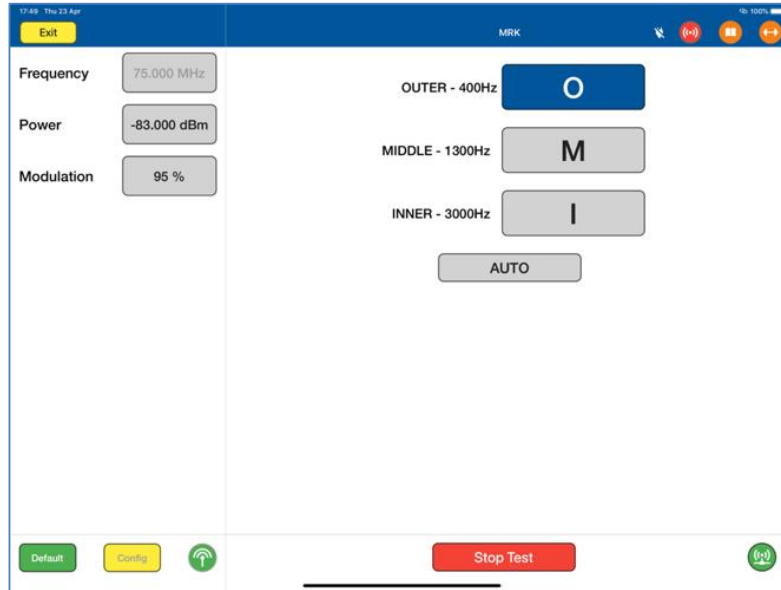 17:49 Thu 23 Apr
100%
Exit
MRK
Frequency
75.000 MHz
Power
-83.000 dBm
Modulation
95 %
OUTER - 400Hz
O
MIDDLE - 1300Hz
M
INNER - 3000Hz
I
AUTO
Default
Config
Stop Test